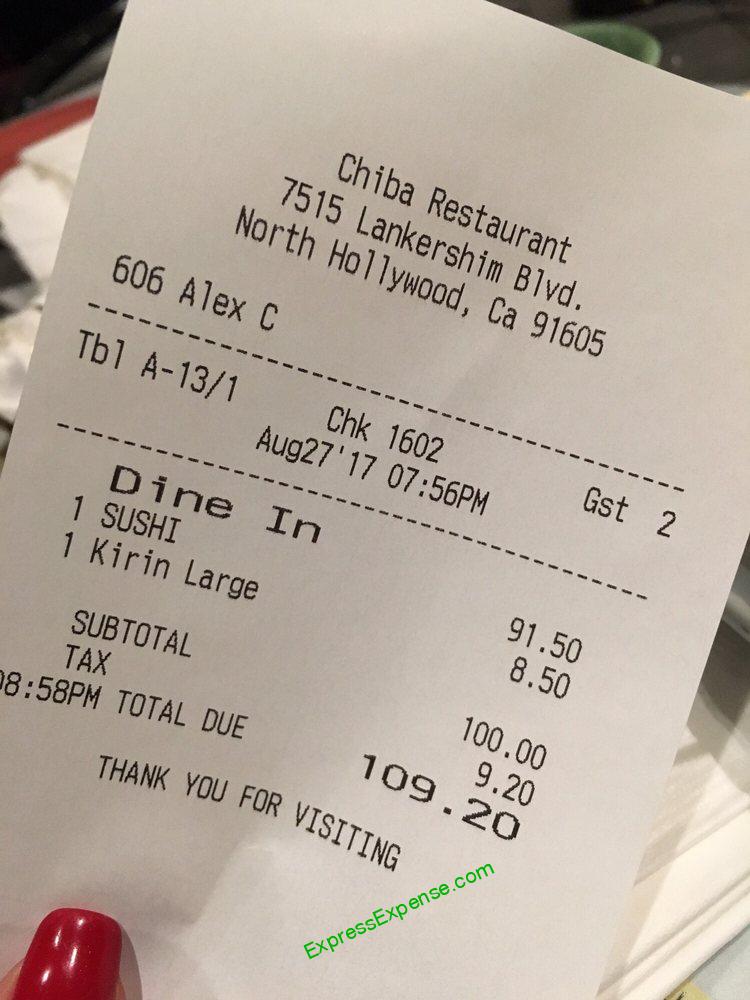 Chiba Restaurant
7515 Lankershim Blvd.
North Hollywood, Ca 91605
606 Alex C
Tbl A-13/1 Chk 1602 Gst 2
Aug27'17 07:56PM
Dine In
1 SUSHI 91.50
1 Kirin Large 8.50
SUBTOTAL 100.00
TAX 9.20
08:58PM TOTAL DUE 109.20
THANK YOU FOR VISITING
ExpressExpense.com